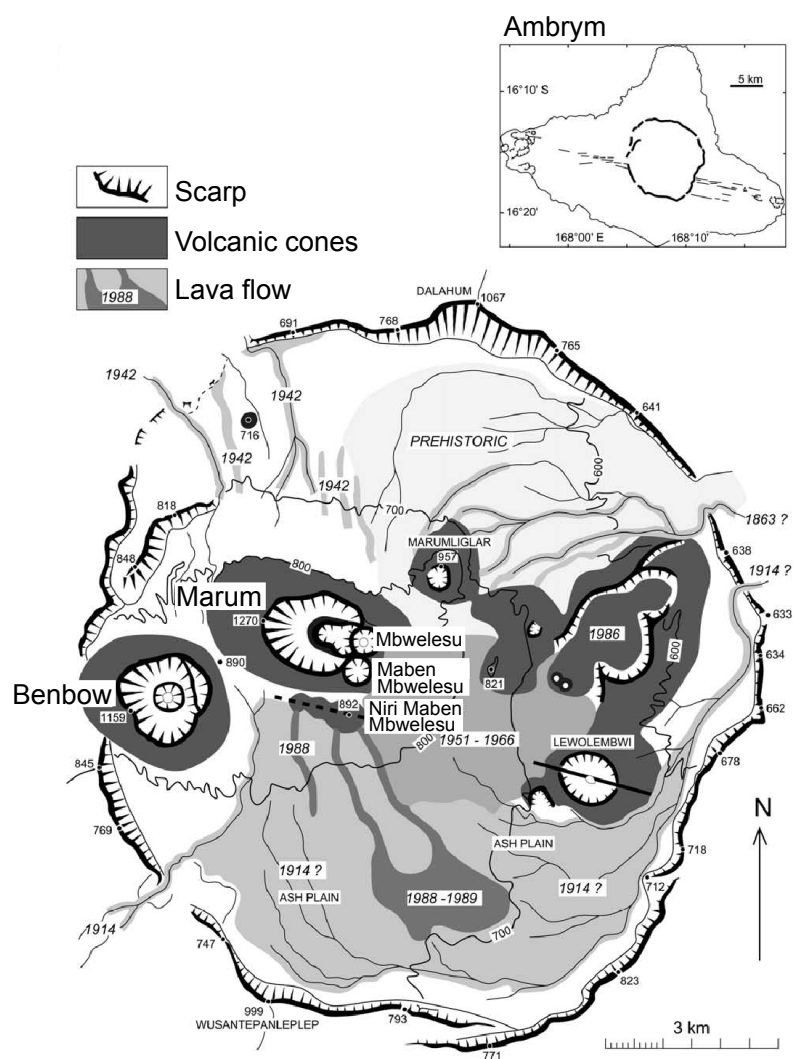 Ambrym
5 km
16°10' S
16°20'
168°00' E
168°10'
Scarp
Volcanic cones
1988
Lava flow
DALAHUM
1067
691
768
765
641
1942
1942
716
1942
1942
PREHISTORIC
600
700
818
848
MARUMLIGLAR
957
1863 ?
638
1914 ?
800
Marum
1270
Mbwelesu
1986
633
634
600
890
Maben
Mbwelesu
821
Benbow
1159
892
Niri Maben
Mbwelesu
662
1988
800
1951 - 1966
LEWOLEMBWI
678
845
769
N
ASH PLAIN
718
1914 ?
ASH PLAIN
1988 -1989
1914 ?
712
1914
700
747
823
999
WUSANTEPANLEPLEP
793
771
3 km